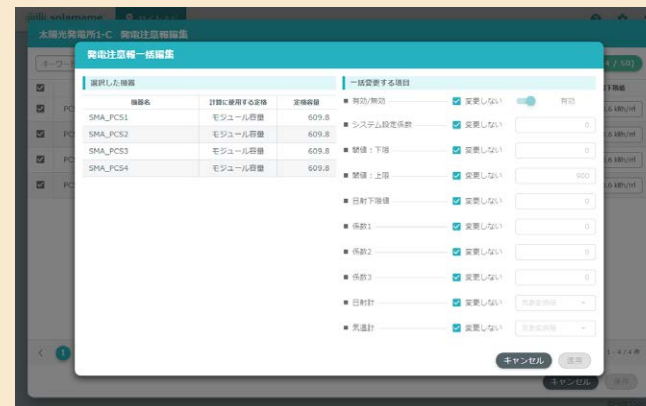 solamame
太陽光発電所1-C 発電注意報編集
発電注意報一括編集
選択した機器
機器名 計算に使用する定格 定格容量
SMA_PCS1 モジュール容量 609.8
SMA_PCS2 モジュール容量 609.8
SMA_PCS3 モジュール容量 609.8
SMA_PCS4 モジュール容量 609.8
一括変更する項目
有効/無効 変更しない 有効
システム設定係数 変更しない 0
閾値：下限 変更しない 0
閾値：上限 変更しない 900
日射下限値 変更しない 0
係数1 変更しない 0
係数2 変更しない 0
係数3 変更しない 0
日射計 変更しない
気温計 変更しない
キャンセル 適用
1 1 - 4 / 4 件
キャンセル 保存